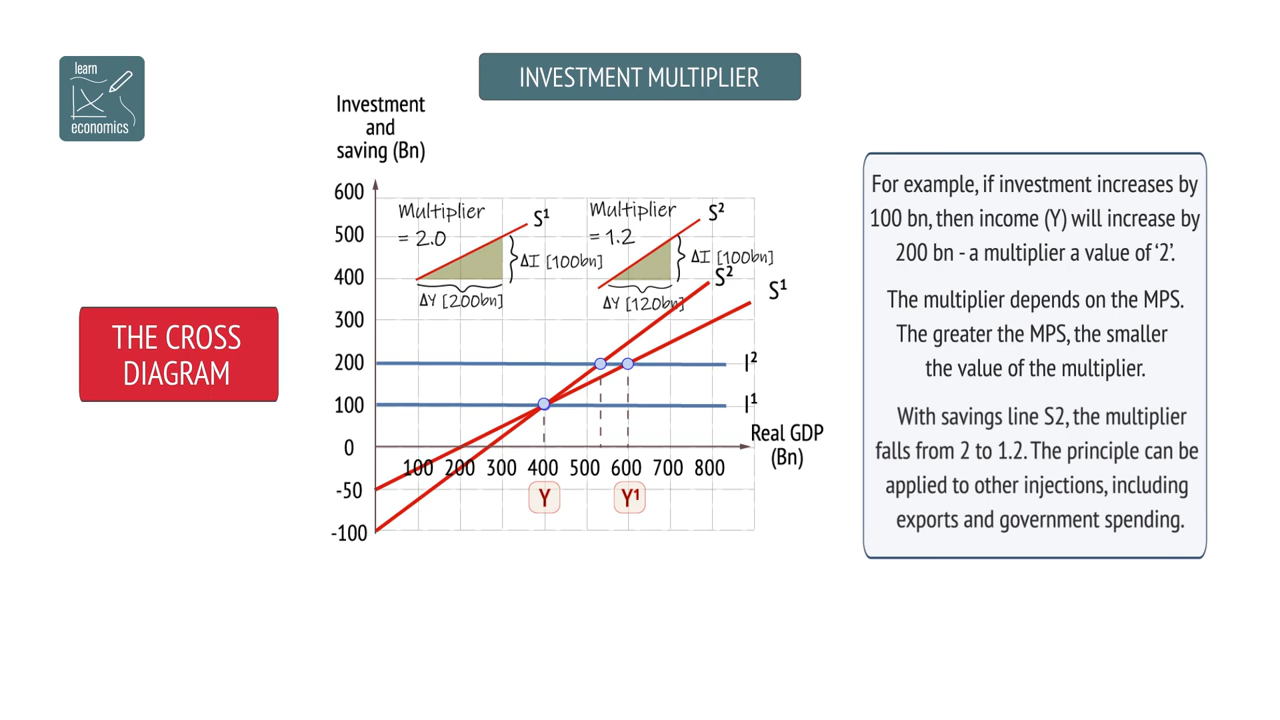 learn
economics
INVESTMENT MULTIPLIER
Investment
and
saving (Bn)
THE CROSS
DIAGRAM
600
500
400
300
200
100
0
-50
-100
Multiplier
= 2.0
S¹
ΔI [100bn]
ΔY [200bn]
Multiplier
= 1.2
S²
ΔI [100bn]
ΔY [120bn]
S²
S¹
I²
I¹
Real GDP
(Bn)
100 200 300 400 500 600 700 800
Y
Y¹
For example, if investment increases by
100 bn, then income (Y) will increase by
200 bn - a multiplier a value of ‘2’.
The multiplier depends on the MPS.
The greater the MPS, the smaller
the value of the multiplier.
With savings line S2, the multiplier
falls from 2 to 1.2. The principle can be
applied to other injections, including
exports and government spending.